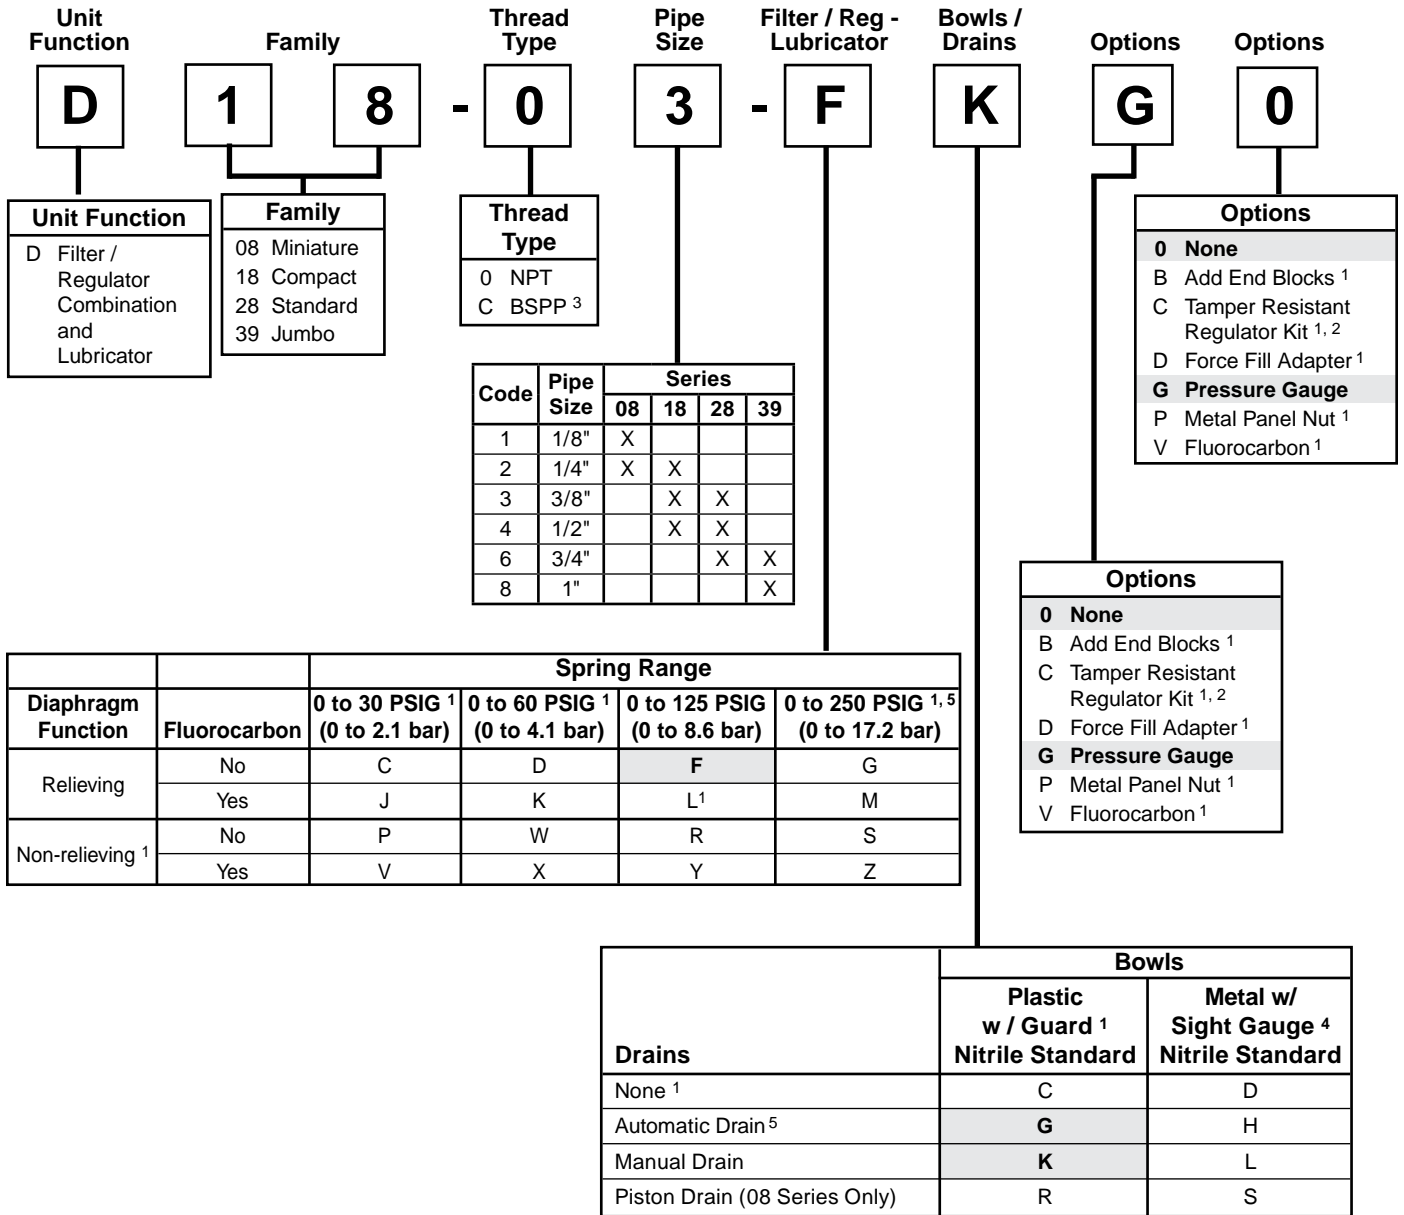 Unit Function
Family
Thread Type
Pipe Size
Filter / Reg - Lubricator
Bowls / Drains
Options
Options
D 1 8 - 0 3 - F K G 0
Unit Function
D Filter /
Regulator
Combination
and
Lubricator
Family
08 Miniature
18 Compact
28 Standard
39 Jumbo
Thread
Type
0 NPT
C BSPP 3
Options
0 None
B Add End Blocks 1
C Tamper Resistant
Regulator Kit 1, 2
D Force Fill Adapter 1
G Pressure Gauge
P Metal Panel Nut 1
V Fluorocarbon 1
Code Pipe Size Series
08 18 28 39
1 1/8" X
2 1/4" X X
3 3/8" X X
4 1/2" X X
6 3/4" X X
8 1" X
Options
0 None
B Add End Blocks 1
C Tamper Resistant
Regulator Kit 1, 2
D Force Fill Adapter 1
G Pressure Gauge
P Metal Panel Nut 1
V Fluorocarbon 1
Spring Range
Diaphragm Function Fluorocarbon 0 to 30 PSIG 1 (0 to 2.1 bar) 0 to 60 PSIG 1 (0 to 4.1 bar) 0 to 125 PSIG (0 to 8.6 bar) 0 to 250 PSIG 1, 5 (0 to 17.2 bar)
Relieving No C D F G
Yes J K L1 M
Non-relieving 1 No P W R S
Yes V X Y Z
Bowls
Drains Plastic w / Guard 1 Nitrile Standard Metal w/ Sight Gauge 4 Nitrile Standard
None 1 C D
Automatic Drain 5 G H
Manual Drain K L
Piston Drain (08 Series Only) R S